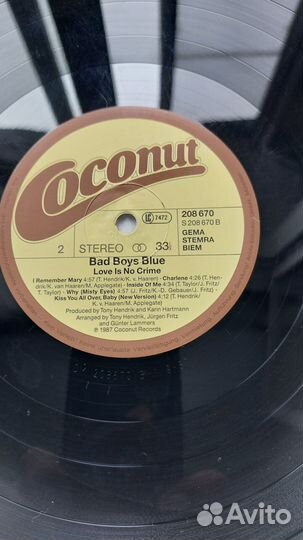 Coconut
LC 7472
208 670
S 208 670 B
GEMA
STEMRA
BIEM
2 STEREO 33⅓
Bad Boys Blue
Love Is No Crime
I Remember Mary 4:57 (T. Hendrik/
K. van Haaren/M. Applegate) · Charlene 4:26 (T. Hen-
drik/K. v. Haaren) · Inside Of Me 4:34 (T. Taylor/J. Fritz/
T. Taylor) · Why (Misty Eyes) 4:57 (J. Fritz/K.-D. Gebauer/J. Fritz) ·
Kiss You All Over, Baby (New Version) 4:12 (T. Hendrik/
K. v. Haaren/M. Applegate)
Produced by Tony Hendrik and Karin Hartmann
Arranged by Tony Hendrik, Jürgen Fritz
and Günter Lammers
℗ 1987 Coconut Records
Avito